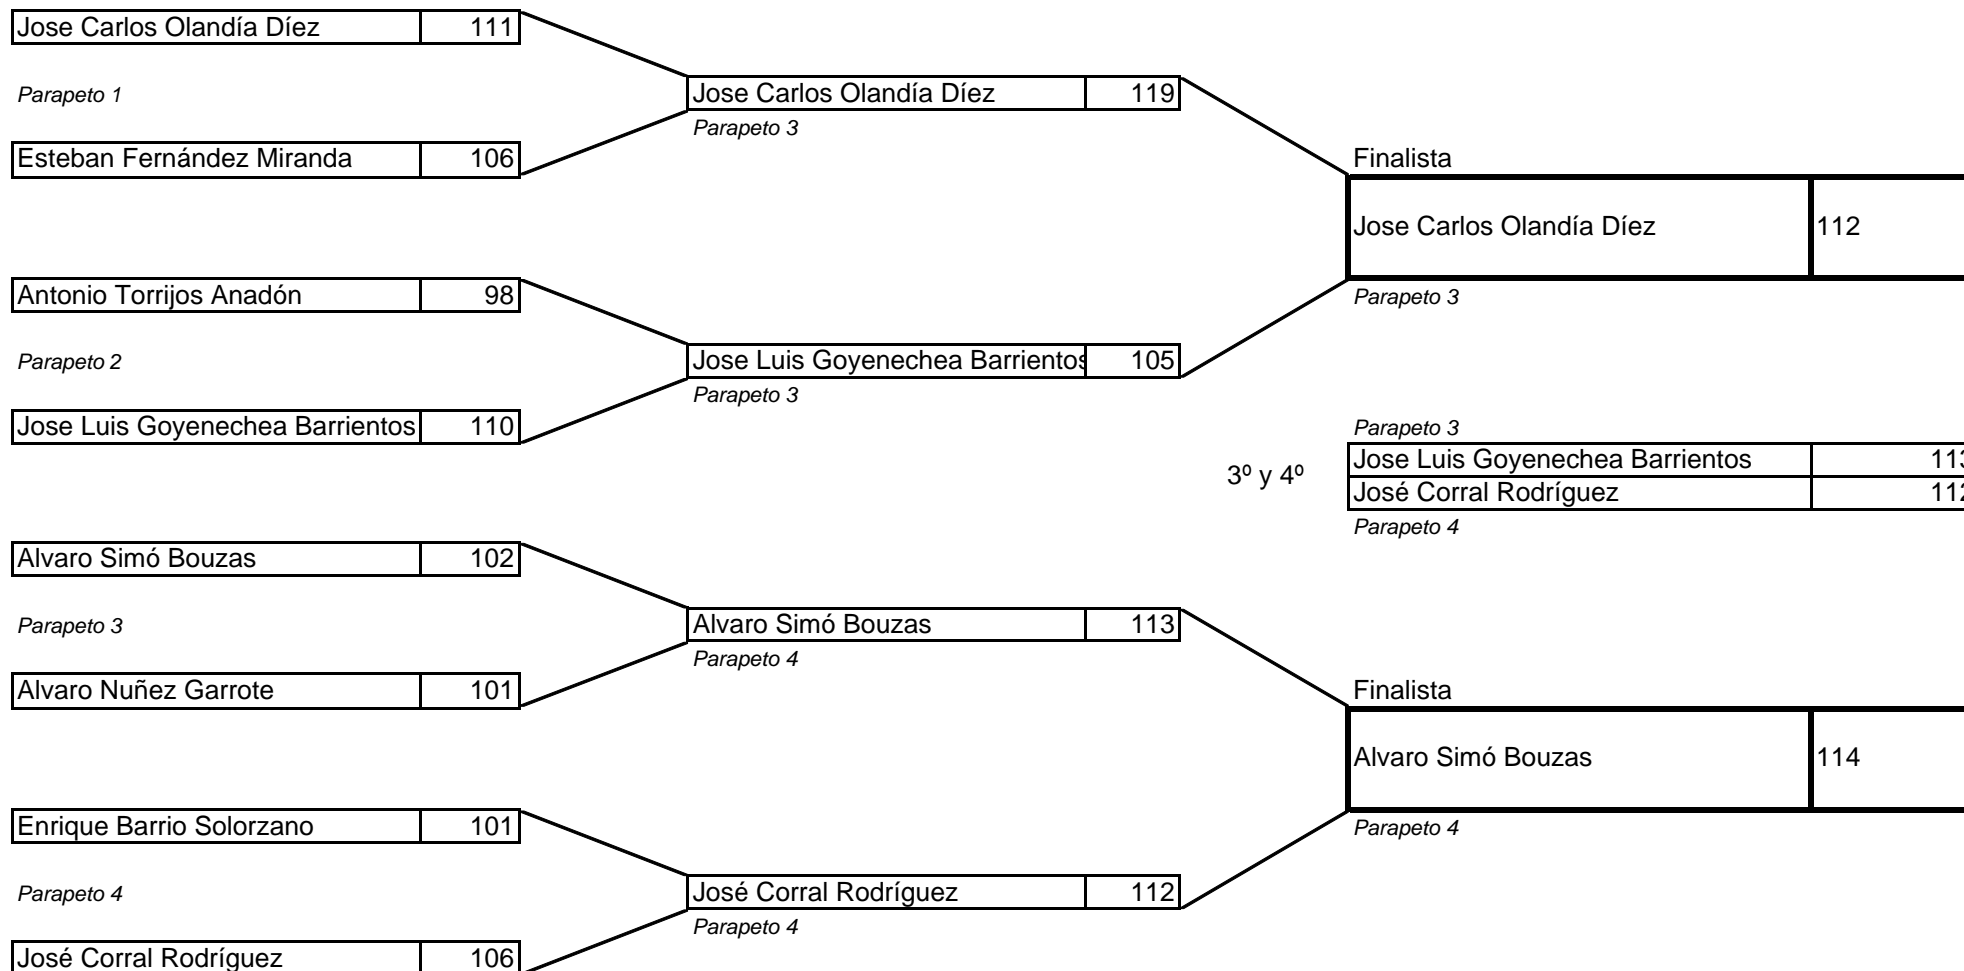 Jose Carlos Olandía Díez 111
Parapeto 1
Jose Carlos Olandía Díez 119
Parapeto 3
Esteban Fernández Miranda 106
Finalista
Jose Carlos Olandía Díez 112
Antonio Torrijos Anadón 98
Parapeto 3
Parapeto 2
Jose Luis Goyenechea Barrientos 105
Parapeto 3
Jose Luis Goyenechea Barrientos 110
Parapeto 3
Jose Luis Goyenechea Barrientos 113
3º y 4º
José Corral Rodríguez 112
Parapeto 4
Alvaro Simó Bouzas 102
Parapeto 3
Alvaro Simó Bouzas 113
Parapeto 4
Alvaro Nuñez Garrote 101
Finalista
Alvaro Simó Bouzas 114
Enrique Barrio Solorzano 101
Parapeto 4
Parapeto 4
José Corral Rodríguez 112
Parapeto 4
José Corral Rodríguez 106